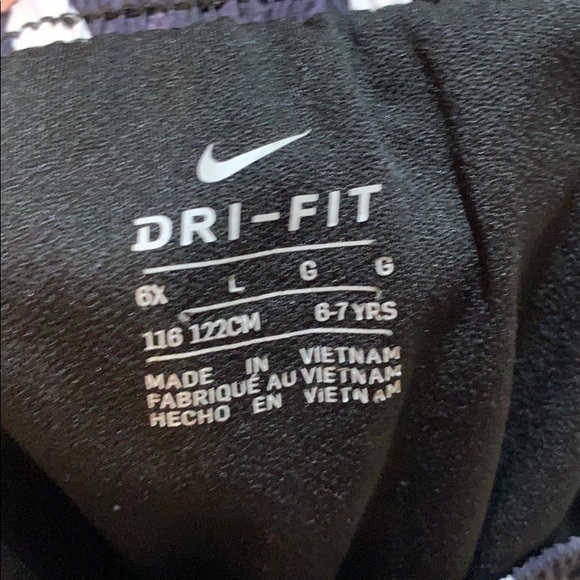 DRI-FIT
6X L G G
116 122CM 6-7 YRS
MADE IN VIETNAM
FABRIQUÉ AU VIETNAM
HECHO EN VIETNAM